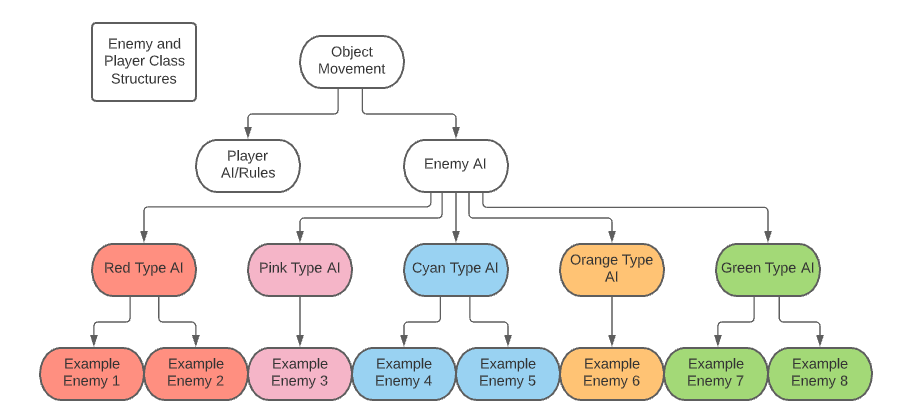 Enemy and
Player Class
Structures
Object
Movement
Player
AI/Rules
Enemy AI
Red Type AI
Pink Type AI
Cyan Type AI
Orange Type
AI
Green Type AI
Example
Enemy 1
Example
Enemy 2
Example
Enemy 3
Example
Enemy 4
Example
Enemy 5
Example
Enemy 6
Example
Enemy 7
Example
Enemy 8